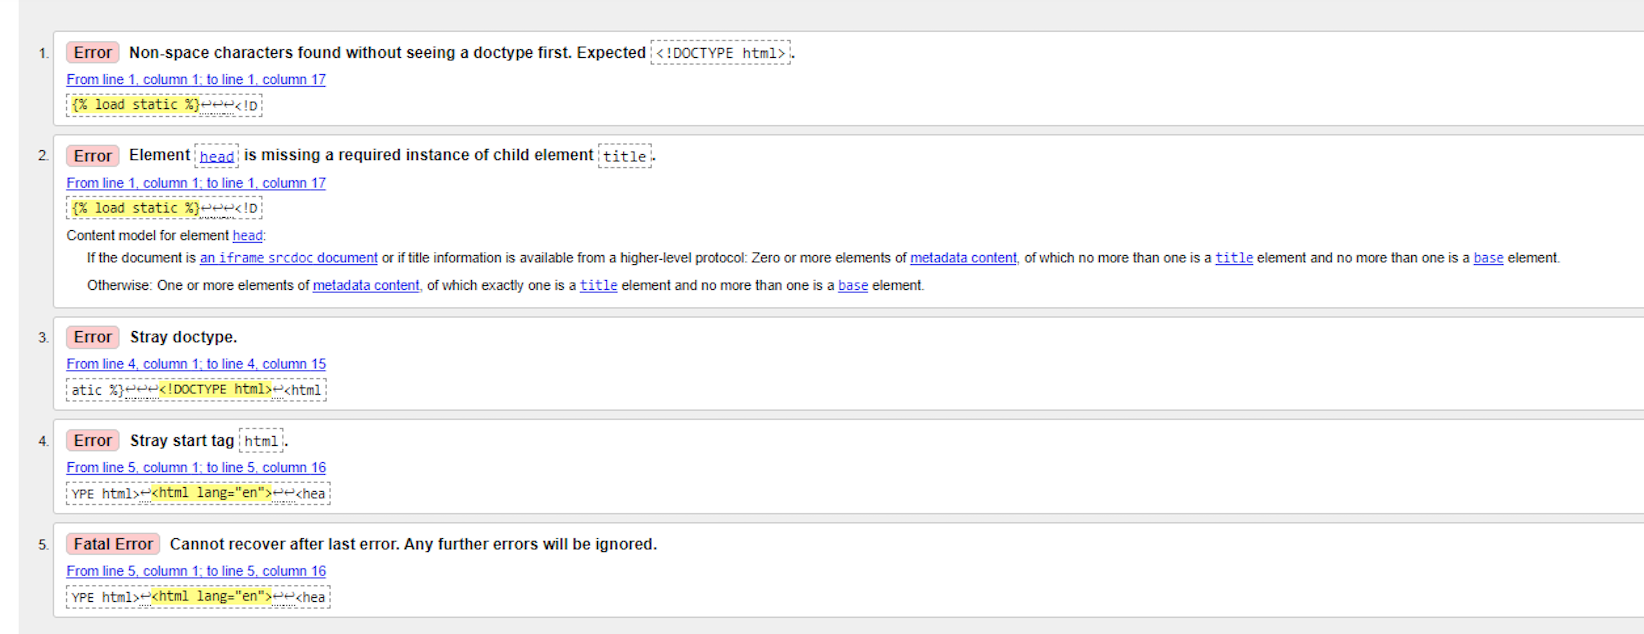 1. Error Non-space characters found without seeing a doctype first. Expected <!DOCTYPE html>.
From line 1, column 1; to line 1, column 17
{% load static %}↩↩↩<!D
2. Error Element head is missing a required instance of child element title.
From line 1, column 1; to line 1, column 17
{% load static %}↩↩↩<!D
Content model for element head:
If the document is an iframe srcdoc document or if title information is available from a higher-level protocol: Zero or more elements of metadata content, of which no more than one is a title element and no more than one is a base element.
Otherwise: One or more elements of metadata content, of which exactly one is a title element and no more than one is a base element.
3. Error Stray doctype.
From line 4, column 1; to line 4, column 15
atic %}↩↩↩<!DOCTYPE html>↩<html
4. Error Stray start tag html.
From line 5, column 1; to line 5, column 16
YPE html>↩<html lang="en">↩↩<hea
5. Fatal Error Cannot recover after last error. Any further errors will be ignored.
From line 5, column 1; to line 5, column 16
YPE html>↩<html lang="en">↩↩<hea